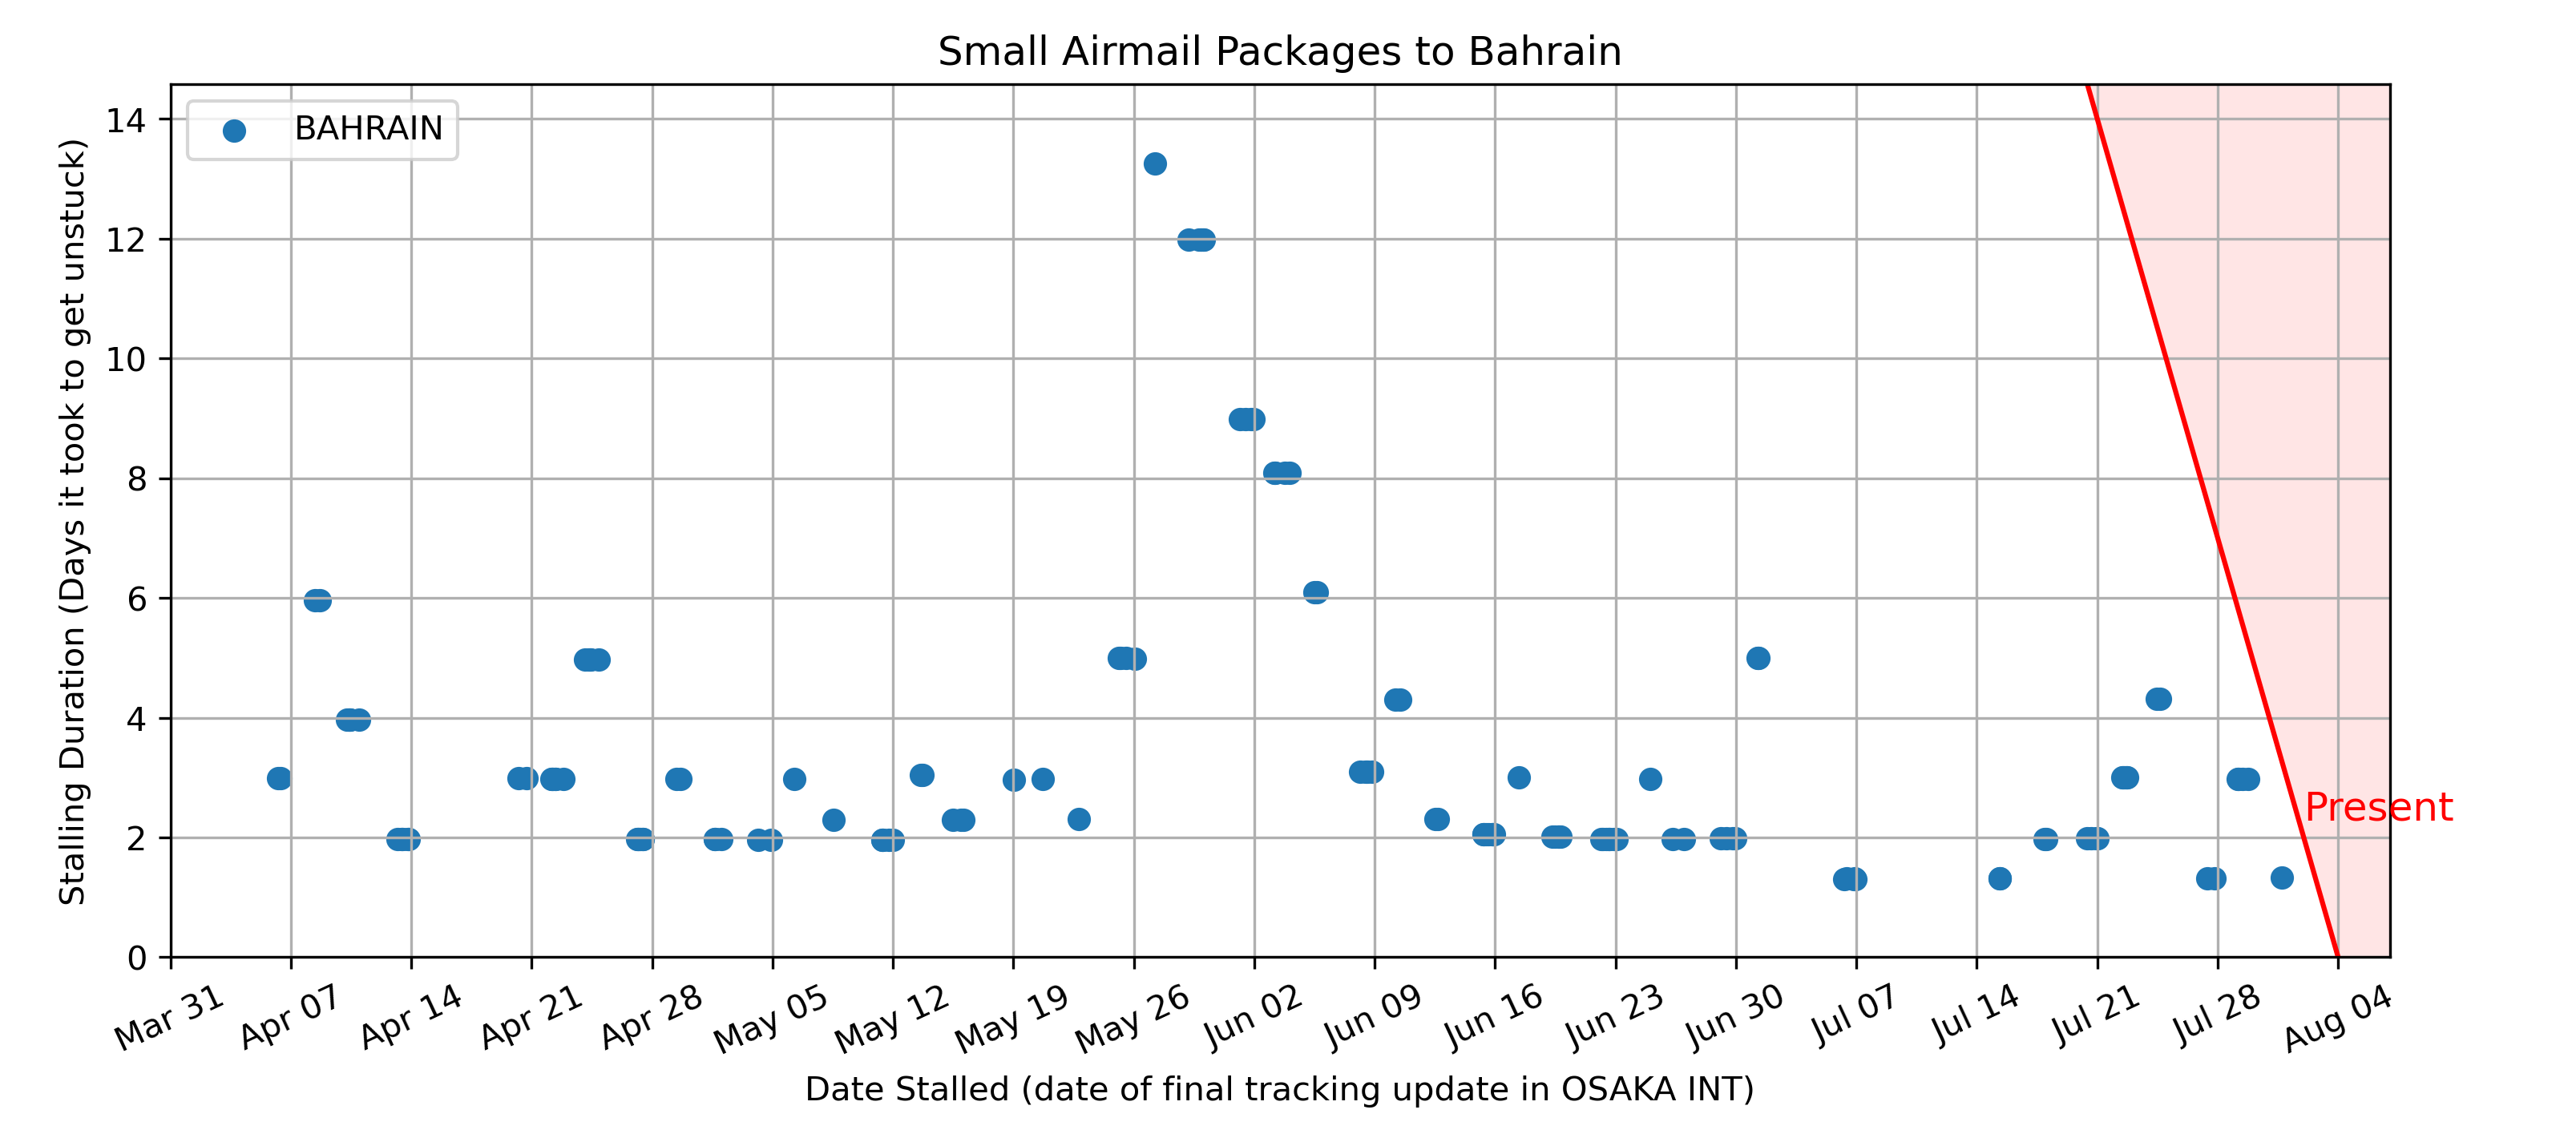 Small Airmail Packages to Bahrain
BAHRAIN
Stalling Duration (Days it took to get unstuck)
14
12
10
8
6
4
2
0
Present
Mar 31
Apr 07
Apr 14
Apr 21
Apr 28
May 05
May 12
May 19
May 26
Jun 02
Jun 09
Jun 16
Jun 23
Jun 30
Jul 07
Jul 14
Jul 21
Jul 28
Aug 04
Date Stalled (date of final tracking update in OSAKA INT)